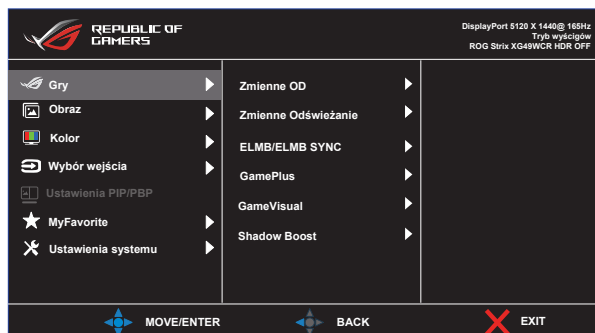 REPUBLIC OF
GAMERS
DisplayPort 5120 X 1440@ 165Hz
Tryb wyścigów
ROG Strix XG49WCR HDR OFF
Gry
Obraz
Kolor
Wybór wejścia
Ustawienia PIP/PBP
MyFavorite
Ustawienia systemu
Zmienne OD
Zmienne Odświeżanie
ELMB/ELMB SYNC
GamePlus
GameVisual
Shadow Boost
MOVE/ENTER
BACK
EXIT